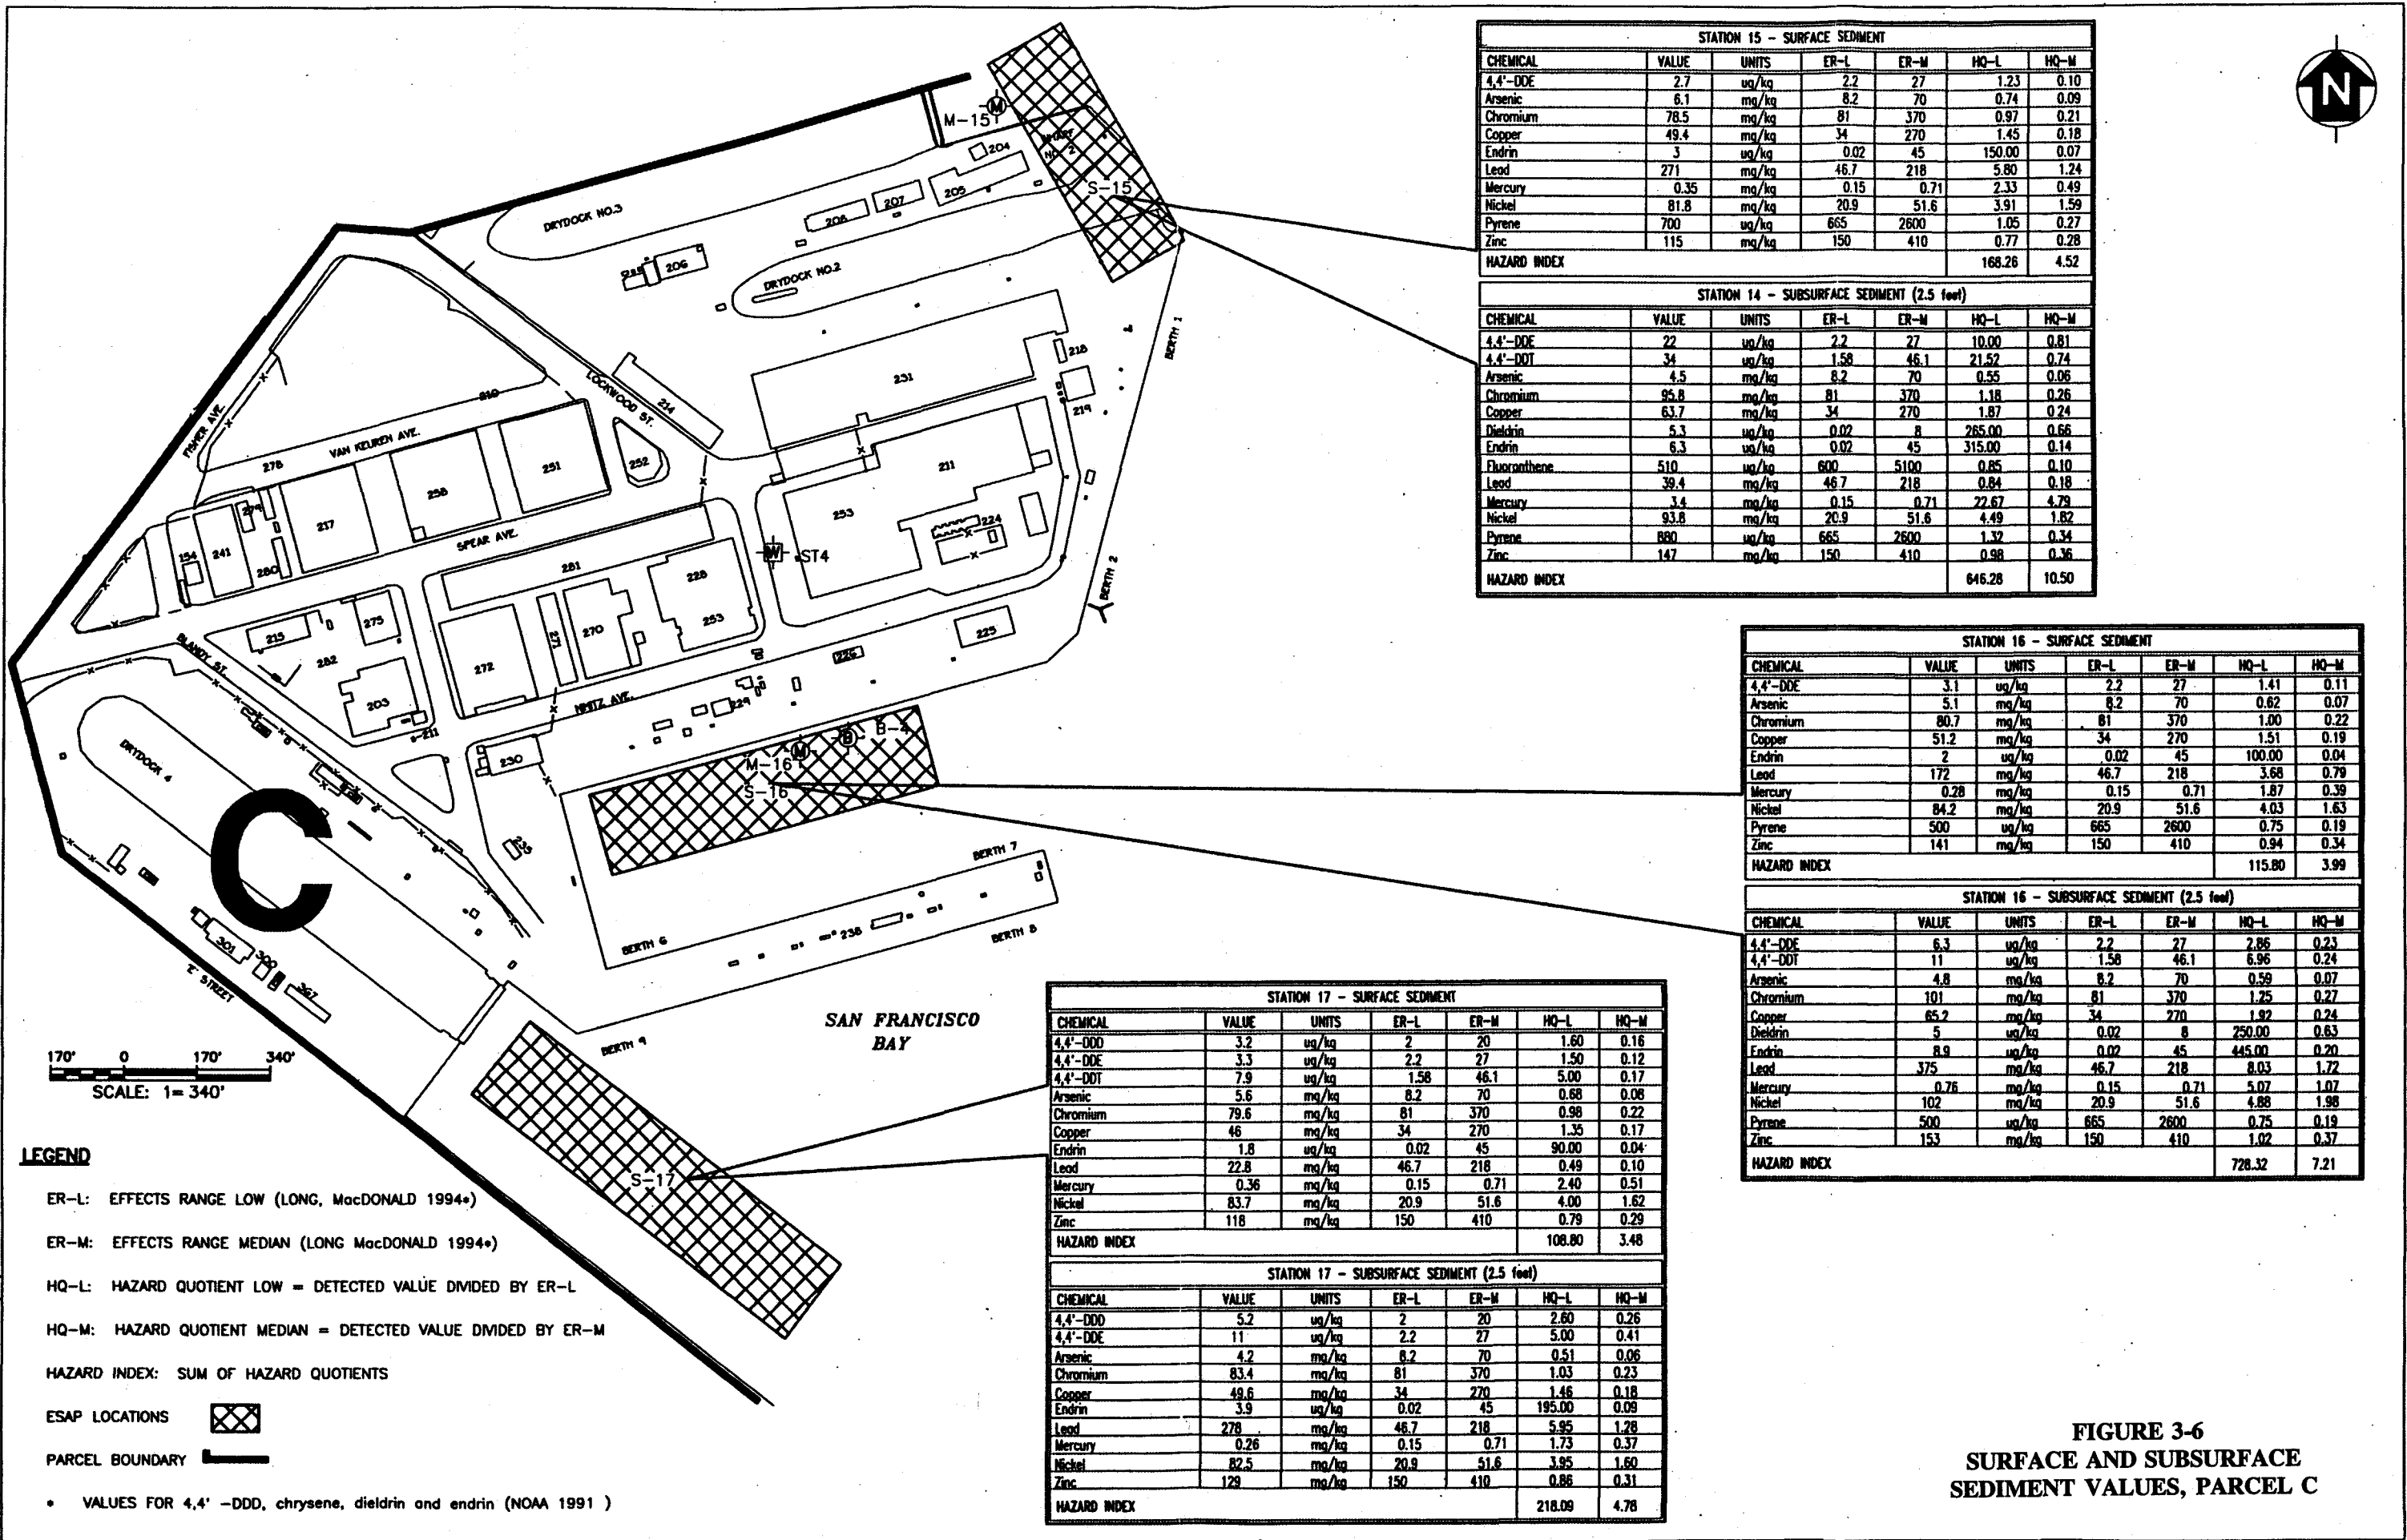 STATION 15 – SURFACE SEDIMENT
CHEMICAL VALUE UNITS ER–L ER–M HQ–L HQ–M
4,4'–DDE 2.7 ug/kg 2.2 27 1.23 0.10
Arsenic 6.1 mg/kg 8.2 70 0.74 0.09
Chromium 78.5 mg/kg 81 370 0.97 0.21
Copper 49.4 mg/kg 34 270 1.45 0.18
Endrin 3 ug/kg 0.02 45 150.00 0.07
Lead 271 mg/kg 46.7 218 5.80 1.24
Mercury 0.35 mg/kg 0.15 0.71 2.33 0.49
Nickel 81.8 mg/kg 20.9 51.6 3.91 1.59
Pyrene 700 ug/kg 665 2600 1.05 0.27
Zinc 115 mg/kg 150 410 0.77 0.28
HAZARD INDEX 168.26 4.52
STATION 14 – SUBSURFACE SEDIMENT (2.5 feet)
CHEMICAL VALUE UNITS ER–L ER–M HQ–L HQ–M
4.4'–DDE 22 ug/kg 2.2 27 10.00 0.81
4.4'–DDT 34 ug/kg 1.58 46.1 21.52 0.74
Arsenic 4.5 mg/kg 8.2 70 0.55 0.06
Chromium 95.8 mg/kg 81 370 1.18 0.26
Copper 63.7 mg/kg 34 270 1.87 0.24
Dieldrin 5.3 ug/kg 0.02 8 265.00 0.66
Endrin 6.3 ug/kg 0.02 45 315.00 0.14
Fluoranthene 510 ug/kg 600 5100 0.85 0.10
Lead 39.4 mg/kg 46.7 218 0.84 0.18
Mercury 3.4 mg/kg 0.15 0.71 22.67 4.79
Nickel 93.8 mg/kg 20.9 51.6 4.49 1.82
Pyrene 880 ug/kg 665 2600 1.32 0.34
Zinc 147 mg/kg 150 410 0.98 0.36
HAZARD INDEX 646.28 10.50
STATION 16 – SURFACE SEDIMENT
CHEMICAL VALUE UNITS ER–L ER–M HQ–L HQ–M
4,4'–DDE 3.1 ug/kg 2.2 27 1.41 0.11
Arsenic 5.1 mg/kg 8.2 70 0.62 0.07
Chromium 80.7 mg/kg 81 370 1.00 0.22
Copper 51.2 mg/kg 34 270 1.51 0.19
Endrin 2 ug/kg 0.02 45 100.00 0.04
Lead 172 mg/kg 46.7 218 3.68 0.79
Mercury 0.28 mg/kg 0.15 0.71 1.87 0.39
Nickel 84.2 mg/kg 20.9 51.6 4.03 1.63
Pyrene 500 ug/kg 665 2600 0.75 0.19
Zinc 141 mg/kg 150 410 0.94 0.34
HAZARD INDEX 115.80 3.99
STATION 16 – SUBSURFACE SEDIMENT (2.5 feet)
CHEMICAL VALUE UNITS ER–L ER–M HQ–L HQ–M
4.4'–DDE 6.3 ug/kg 2.2 27 2.86 0.23
4,4'–DDT 11 ug/kg 1.58 46.1 6.96 0.24
Arsenic 4.8 mg/kg 8.2 70 0.59 0.07
Chromium 101 mg/kg 81 370 1.25 0.27
Copper 65.2 mg/kg 34 270 1.92 0.24
Dieldrin 5 ug/kg 0.02 8 250.00 0.63
Endrin 8.9 ug/kg 0.02 45 445.00 0.20
Lead 375 mg/kg 46.7 218 8.03 1.72
Mercury 0.76 mg/kg 0.15 0.71 5.07 1.07
Nickel 102 mg/kg 20.9 51.6 4.88 1.98
Pyrene 500 ug/kg 665 2600 0.75 0.19
Zinc 153 mg/kg 150 410 1.02 0.37
HAZARD INDEX 728.32 7.21
STATION 17 – SURFACE SEDIMENT
CHEMICAL VALUE UNITS ER–L ER–M HQ–L HQ–M
4,4'–DDD 3.2 ug/kg 2 20 1.60 0.16
4,4'–DDE 3.3 ug/kg 2.2 27 1.50 0.12
4,4'–DDT 7.9 ug/kg 1.58 46.1 5.00 0.17
Arsenic 5.6 mg/kg 8.2 70 0.68 0.08
Chromium 79.6 mg/kg 81 370 0.98 0.22
Copper 46 mg/kg 34 270 1.35 0.17
Endrin 1.8 ug/kg 0.02 45 90.00 0.04
Lead 22.8 mg/kg 46.7 218 0.49 0.10
Mercury 0.36 mg/kg 0.15 0.71 2.40 0.51
Nickel 83.7 mg/kg 20.9 51.6 4.00 1.62
Zinc 118 mg/kg 150 410 0.79 0.29
HAZARD INDEX 108.80 3.48
STATION 17 – SUBSURFACE SEDIMENT (2.5 feet)
CHEMICAL VALUE UNITS ER–L ER–M HQ–L HQ–M
4,4'–DDD 5.2 ug/kg 2 20 2.60 0.26
4,4'–DDE 11 ug/kg 2.2 27 5.00 0.41
Arsenic 4.2 mg/kg 8.2 70 0.51 0.06
Chromium 83.4 mg/kg 81 370 1.03 0.23
Copper 49.6 mg/kg 34 270 1.46 0.18
Endrin 3.9 ug/kg 0.02 45 195.00 0.09
Lead 278 mg/kg 46.7 218 5.95 1.28
Mercury 0.26 mg/kg 0.15 0.71 1.73 0.37
Nickel 82.5 mg/kg 20.9 51.6 3.95 1.60
Zinc 129 mg/kg 150 410 0.86 0.31
HAZARD INDEX 218.09 4.78
N
M–15
M
WHARF
NO. 2
S–15
204
205
207
208
DRYDOCK NO.3
206
DRYDOCK NO.2
BERTH 1
231
218
219
LOCKWOOD ST.
214
FISHER AVE.
210
VAN KEUREN AVE.
278
258
251
252
211
217
279
253
224
154
241
280
SPEAR AVE.
W
ST4
281
228
BERTH 2
215
275
282
BLANDY ST.
203
272
271
270
253
225
226
NIMITZ AVE.
229
211
230
M
B
B–4
M–16
S–16
DRYDOCK 4
C
235
BERTH 7
BERTH 6
238
BERTH 8
301
300
367
"E" STREET
BERTH 9
SAN FRANCISCO
BAY
S–17
170' 0 170' 340'
SCALE: 1= 340'
LEGEND
ER–L: EFFECTS RANGE LOW (LONG, MacDONALD 1994*)
ER–M: EFFECTS RANGE MEDIAN (LONG MacDONALD 1994*)
HQ–L: HAZARD QUOTIENT LOW = DETECTED VALUE DIVIDED BY ER–L
HQ–M: HAZARD QUOTIENT MEDIAN = DETECTED VALUE DIVIDED BY ER–M
HAZARD INDEX: SUM OF HAZARD QUOTIENTS
ESAP LOCATIONS
PARCEL BOUNDARY
* VALUES FOR 4,4' –DDD, chrysene, dieldrin and endrin (NOAA 1991 )
FIGURE 3-6
SURFACE AND SUBSURFACE
SEDIMENT VALUES, PARCEL C